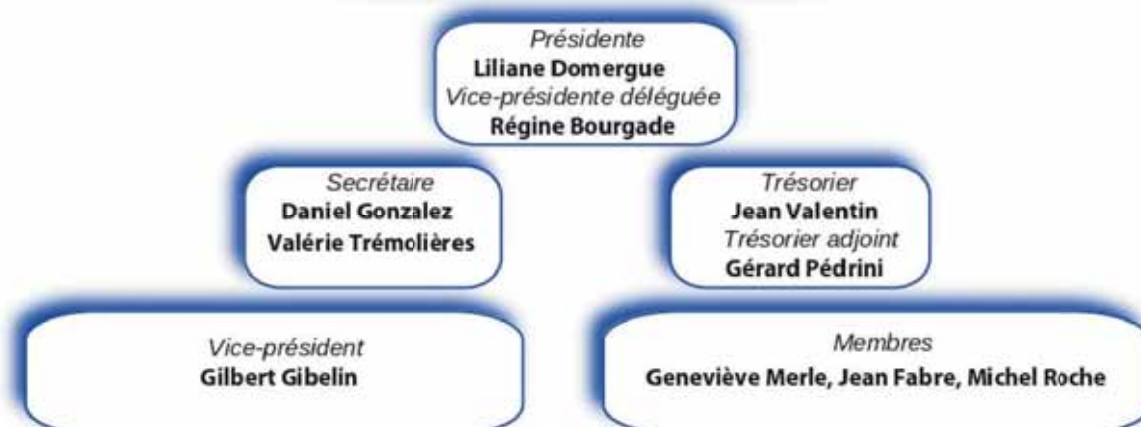 Présidente
Liliane Domergue
Vice-présidente déléguée
Régine Bourgade
Secrétaire
Daniel Gonzalez
Valérie Trémolières
Trésorier
Jean Valentin
Trésorier adjoint
Gérard Pédrini
Vice-président
Gilbert Gibelin
Membres
Geneviève Merle, Jean Fabre, Michel Roche